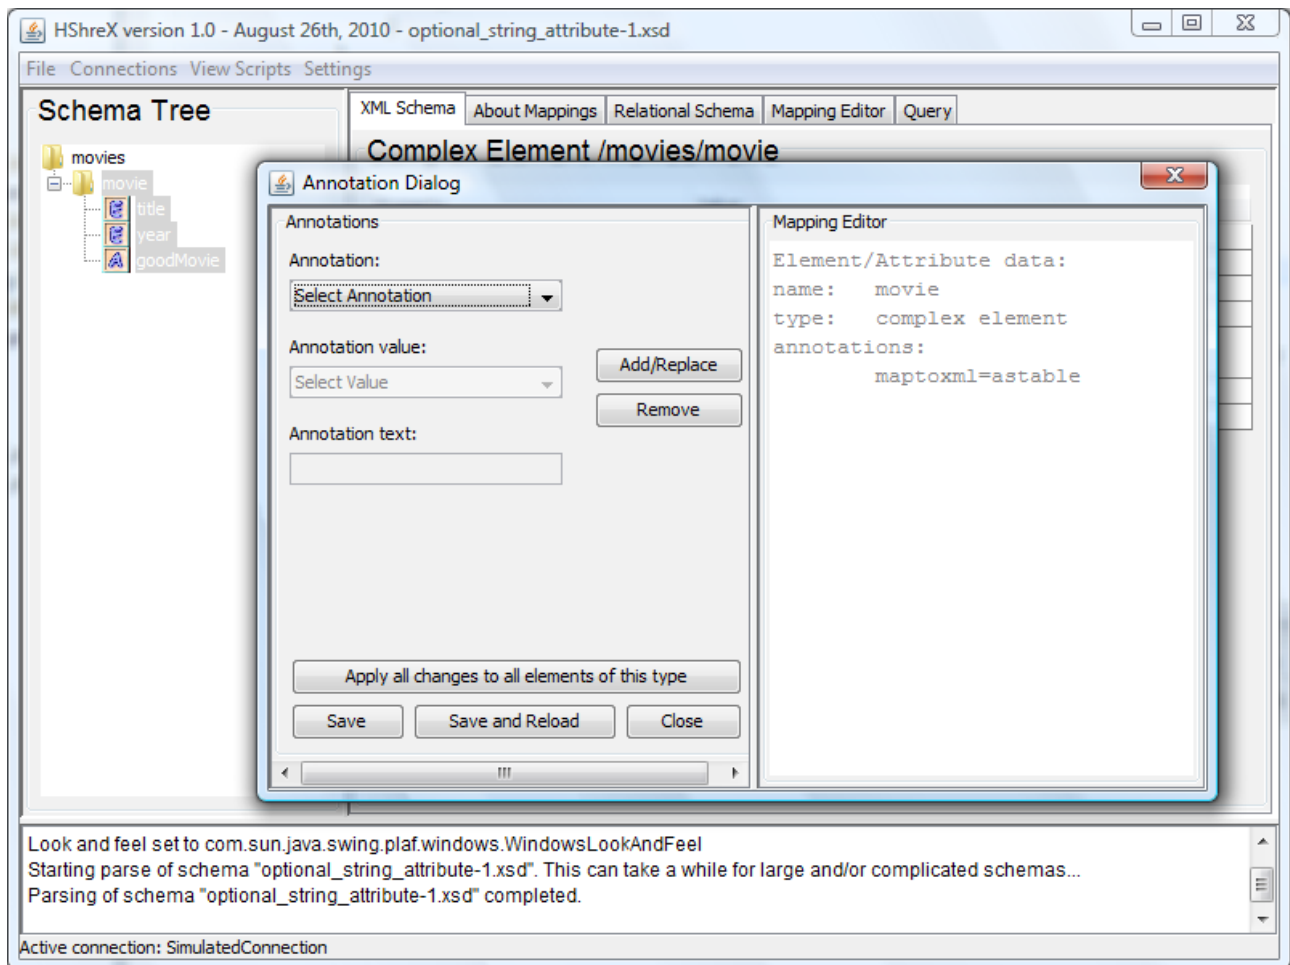 HShreX version 1.0 - August 26th, 2010 - optional_string_attribute-1.xsd
File Connections View Scripts Settings
Schema Tree
movies
movie
title
year
goodMovie
XML Schema About Mappings Relational Schema Mapping Editor Query
Complex Element /movies/movie
Annotation Dialog
Annotations
Annotation:
Select Annotation
Annotation value:
Select Value
Annotation text:
Add/Replace
Remove
Apply all changes to all elements of this type
Save Save and Reload Close
Mapping Editor
Element/Attribute data:
name: movie
type: complex element
annotations:
maptoxml=astable
Look and feel set to com.sun.java.swing.plaf.windows.WindowsLookAndFeel
Starting parse of schema "optional_string_attribute-1.xsd". This can take a while for large and/or complicated schemas...
Parsing of schema "optional_string_attribute-1.xsd" completed.
Active connection: SimulatedConnection